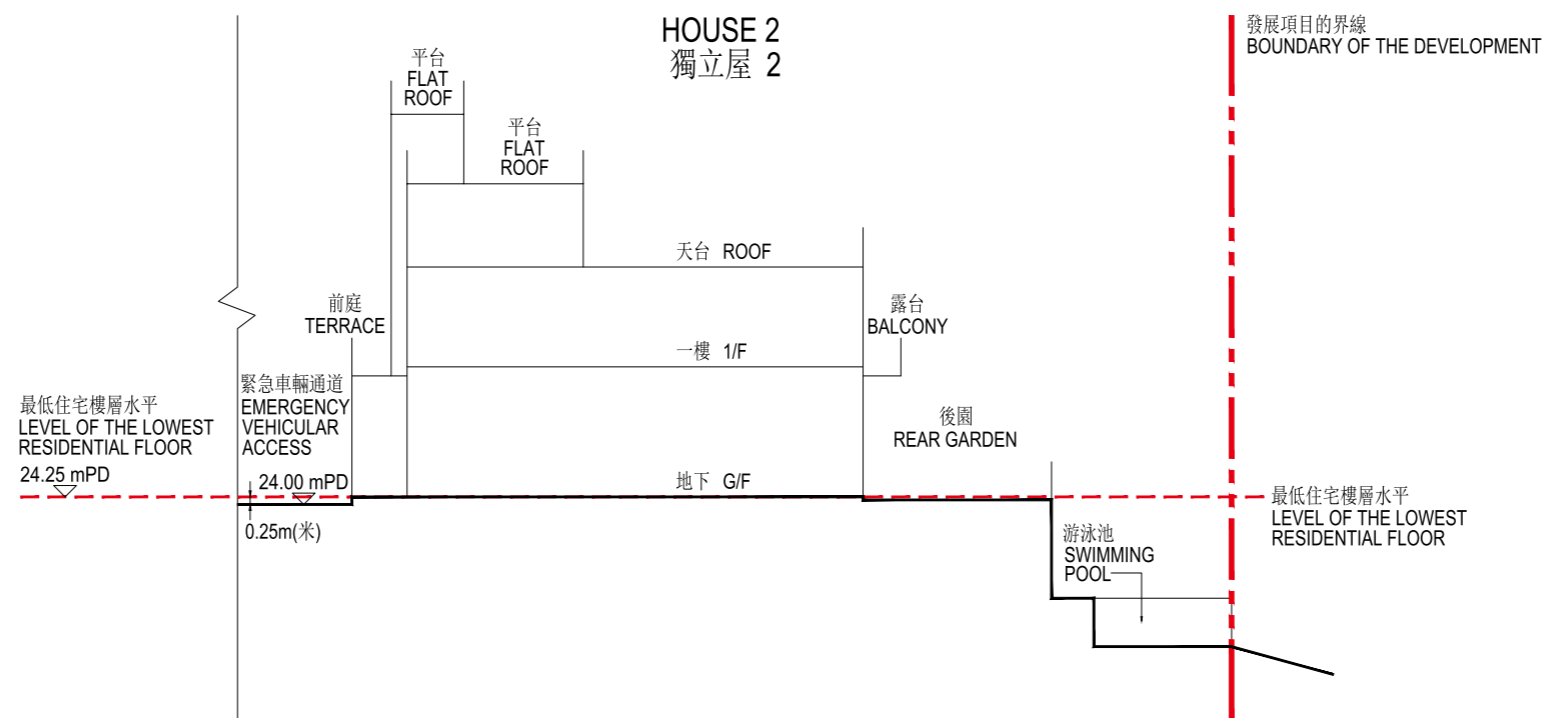 HOUSE 2
獨立屋 2
發展項目的界線
BOUNDARY OF THE DEVELOPMENT
平台
FLAT
ROOF
平台
FLAT
ROOF
天台 ROOF
前庭
TERRACE
露台
BALCONY
一樓 1/F
緊急車輛通道
EMERGENCY
VEHICULAR
ACCESS
最低住宅樓層水平
LEVEL OF THE LOWEST
RESIDENTIAL FLOOR
24.25 mPD
後園
REAR GARDEN
地下 G/F
24.00 mPD
0.25m(米)
最低住宅樓層水平
LEVEL OF THE LOWEST
RESIDENTIAL FLOOR
游泳池
SWIMMING
POOL